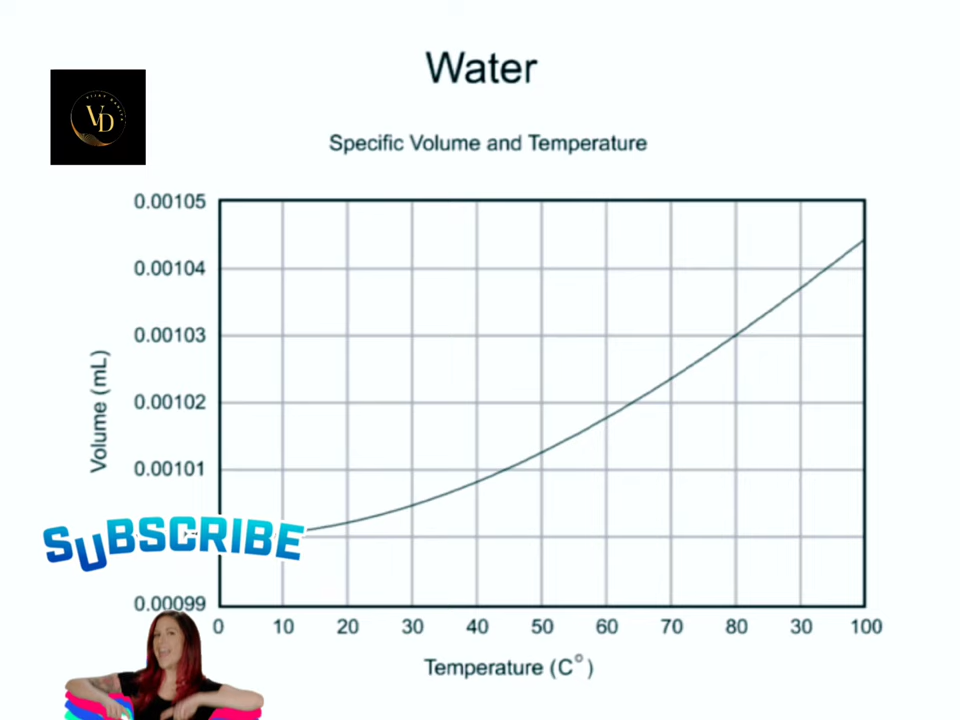 Water
VD
Specific Volume and Temperature
0.00105
0.00104
0.00103
0.00102
0.00101
0.00099
Volume (mL)
SUBSCRIBE
0 10 20 30 40 50 60 70 80 30 100
Temperature (C°)